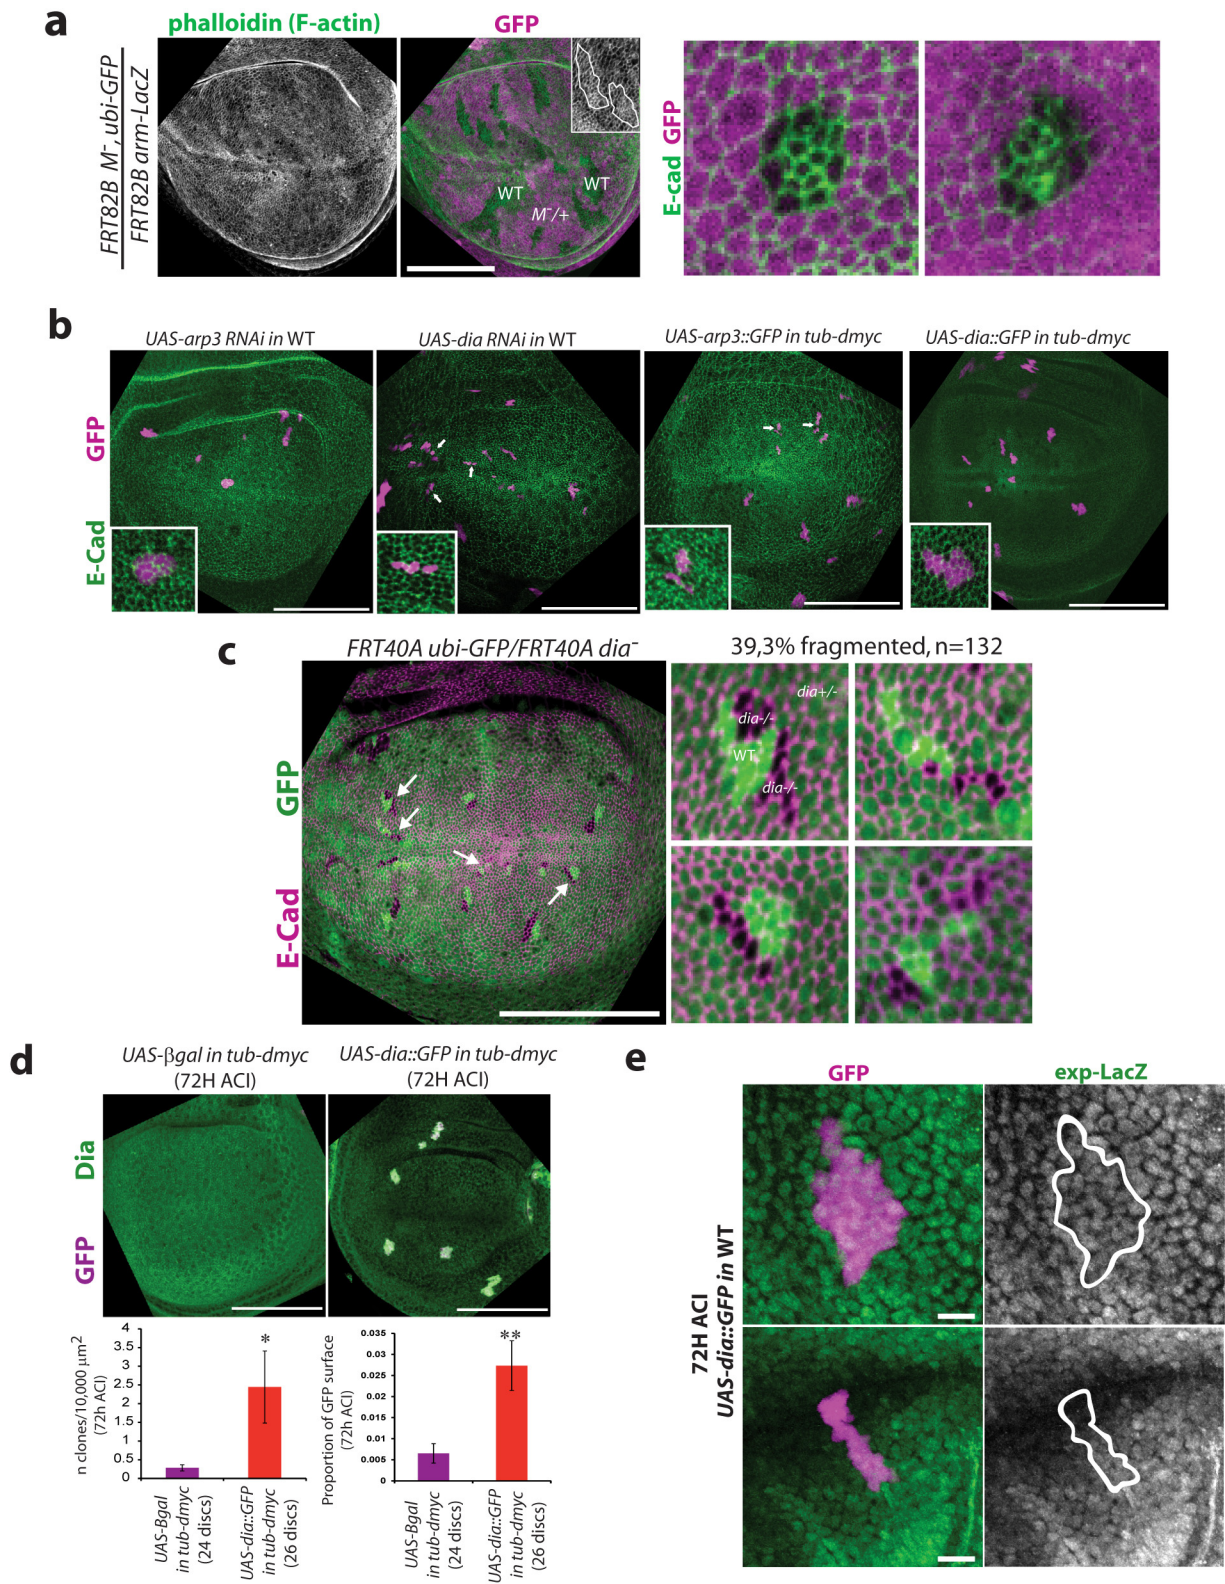 a
phalloidin (F-actin)
GFP
FRT82B M⁻, ubi-GFP
FRT82B arm-LacZ
WT
WT
M⁻/+
E-cad GFP
b
UAS-arp3 RNAi in WT
UAS-dia RNAi in WT
UAS-arp3::GFP in tub-dmyc
UAS-dia::GFP in tub-dmyc
GFP
E-Cad
c
FRT40A ubi-GFP/FRT40A dia⁻
39,3% fragmented, n=132
GFP
E-Cad
dia+/-
dia-/-
WT
dia-/-
d
UAS-βgal in tub-dmyc
(72H ACI)
UAS-dia::GFP in tub-dmyc
(72H ACI)
Dia
GFP
n clones/10,000 µm²
(72h ACI)
4
3.5
3
2.5
2
1.5
1
0.5
0
*
UAS-Bgal
in tub-dmyc
(24 discs)
UAS-dia::GFP
in tub-dmyc
(26 discs)
Proportion of GFP surface
(72h ACI)
0.035
0.03
0.025
0.02
0.015
0.01
0.005
0
**
UAS-Bgal
in tub-dmyc
(24 discs)
UAS-dia::GFP
in tub-dmyc
(26 discs)
e
GFP
exp-LacZ
72H ACI
UAS-dia::GFP in WT